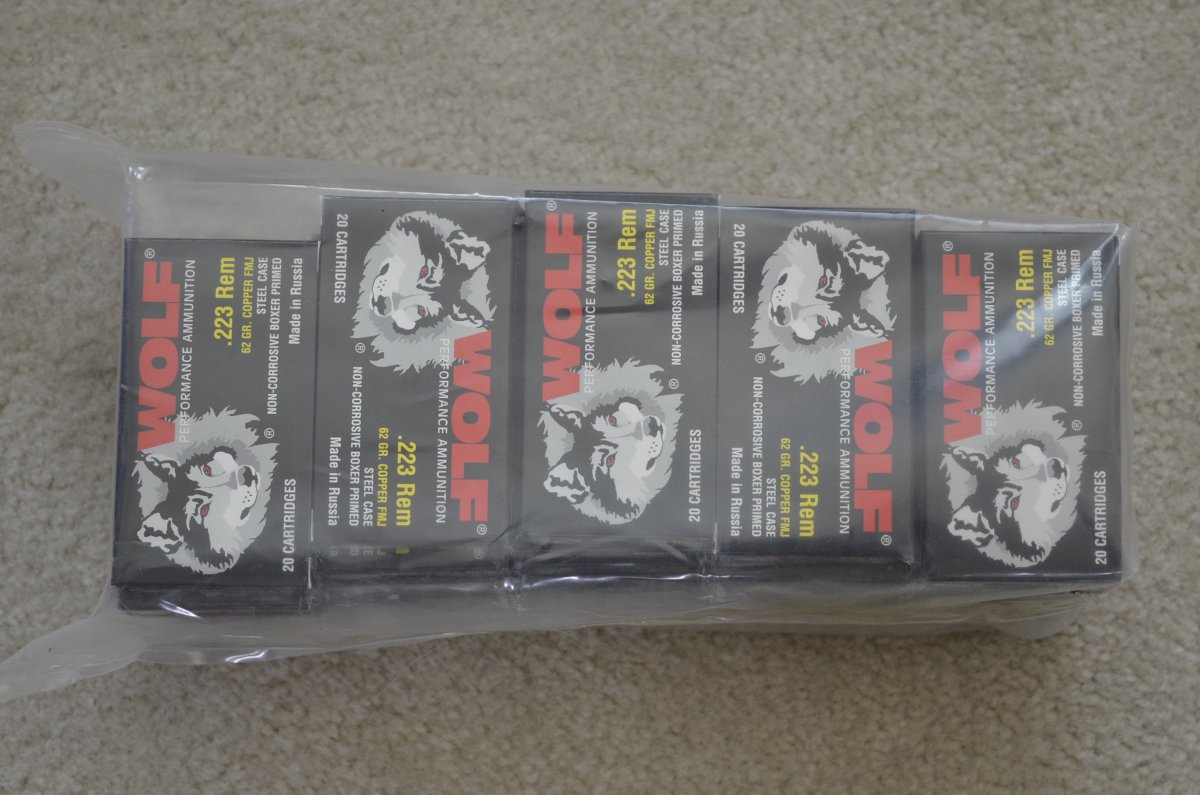 WOLF®
PERFORMANCE AMMUNITION
.223 Rem
62 GR. COPPER FMJ
STEEL CASE
NON-CORROSIVE BOXER PRIMED
Made in Russia
®
20 CARTRIDGES
20 CARTRIDGES
®
WOLF®
PERFORMANCE AMMUNITION
.223 Rem
62 GR. COPPER FMJ
STEEL CASE
NON-CORROSIVE BOXER PRIMED
Made in Russia
WOLF®
PERFORMANCE AMMUNITION
.223 Rem
62 GR. COPPER FMJ
STEEL CASE
NON-CORROSIVE BOXER PRIMED
Made in Russia
®
20 CARTRIDGES
20 CARTRIDGES
®
WOLF®
PERFORMANCE AMMUNITION
.223 Rem
62 GR. COPPER FMJ
STEEL CASE
NON-CORROSIVE BOXER PRIMED
Made in Russia
WOLF®
PERFORMANCE AMMUNITION
.223 Rem
62 GR. COPPER FMJ
STEEL CASE
NON-CORROSIVE BOXER PRIMED
Made in Russia
®
20 CARTRIDGES